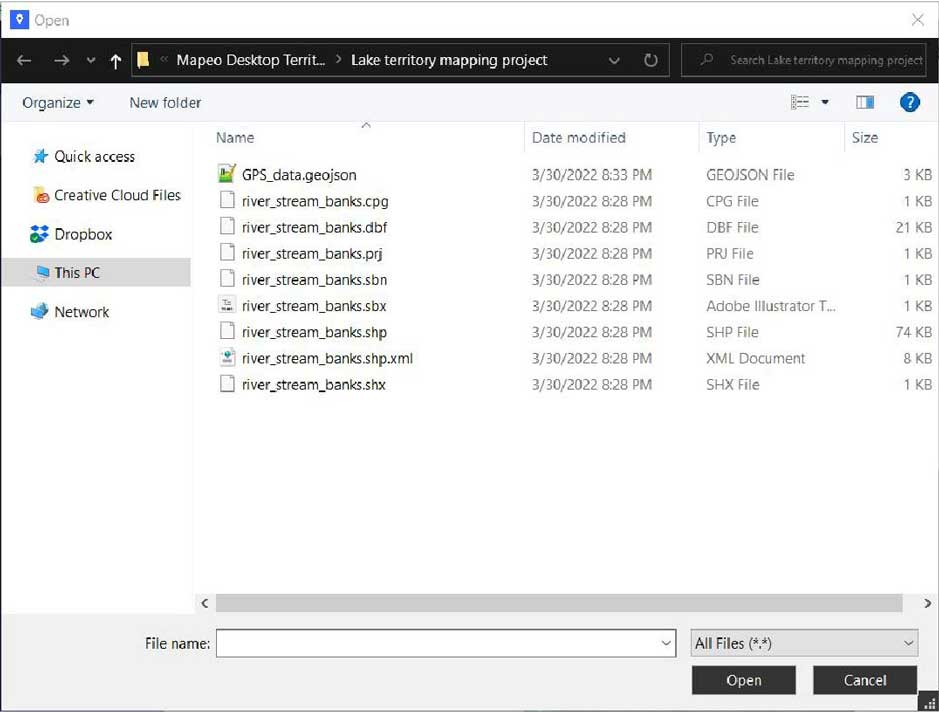 Open
« Mapeo Desktop Territ... > Lake territory mapping project
Search Lake territory mapping project
Organize
New folder
?
Name Date modified Type Size
Quick access
Creative Cloud Files
Dropbox
This PC
Network
GPS_data.geojson 3/30/2022 8:33 PM GEOJSON File 3 KB
river_stream_banks.cpg 3/30/2022 8:28 PM CPG File 1 KB
river_stream_banks.dbf 3/30/2022 8:28 PM DBF File 21 KB
river_stream_banks.prj 3/30/2022 8:28 PM PRJ File 1 KB
river_stream_banks.sbn 3/30/2022 8:28 PM SBN File 1 KB
river_stream_banks.sbx 3/30/2022 8:28 PM Adobe Illustrator T... 1 KB
river_stream_banks.shp 3/30/2022 8:28 PM SHP File 74 KB
river_stream_banks.shp.xml 3/30/2022 8:28 PM XML Document 8 KB
river_stream_banks.shx 3/30/2022 8:28 PM SHX File 1 KB
File name:
All Files (*.*)
Open
Cancel